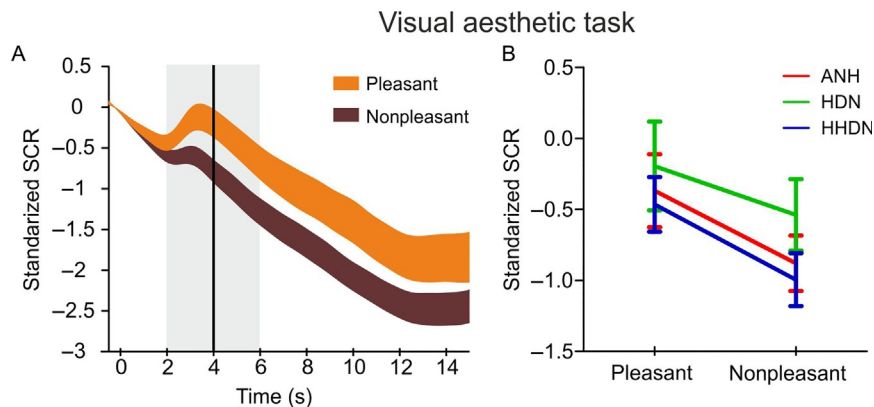 Visual aesthetic task
A
0.5
0
−0.5
−1
−1.5
−2
−2.5
−3
Standarized SCR
Pleasant
Nonpleasant
0 2 4 6 8 10 12 14
Time (s)
B
0.5
0.0
−0.5
−1.0
−1.5
Standarized SCR
ANH
HDN
HHDN
Pleasant Nonpleasant